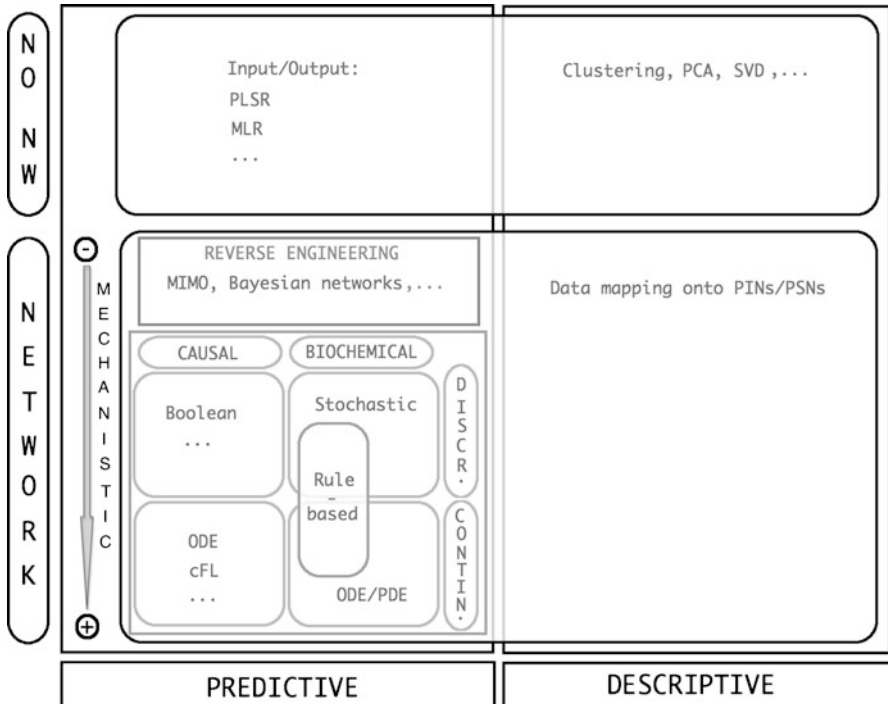 NO NW
Input/Output:
PLSR
MLR
...
Clustering, PCA, SVD ,...
NETWORK
-
MECHANISTIC
+
REVERSE ENGINEERING
MIMO, Bayesian networks,...
CAUSAL
BIOCHEMICAL
DISCR.
Boolean
...
Stochastic
Rule
-
based
CONTIN.
ODE
cFL
...
ODE/PDE
Data mapping onto PINs/PSNs
PREDICTIVE
DESCRIPTIVE